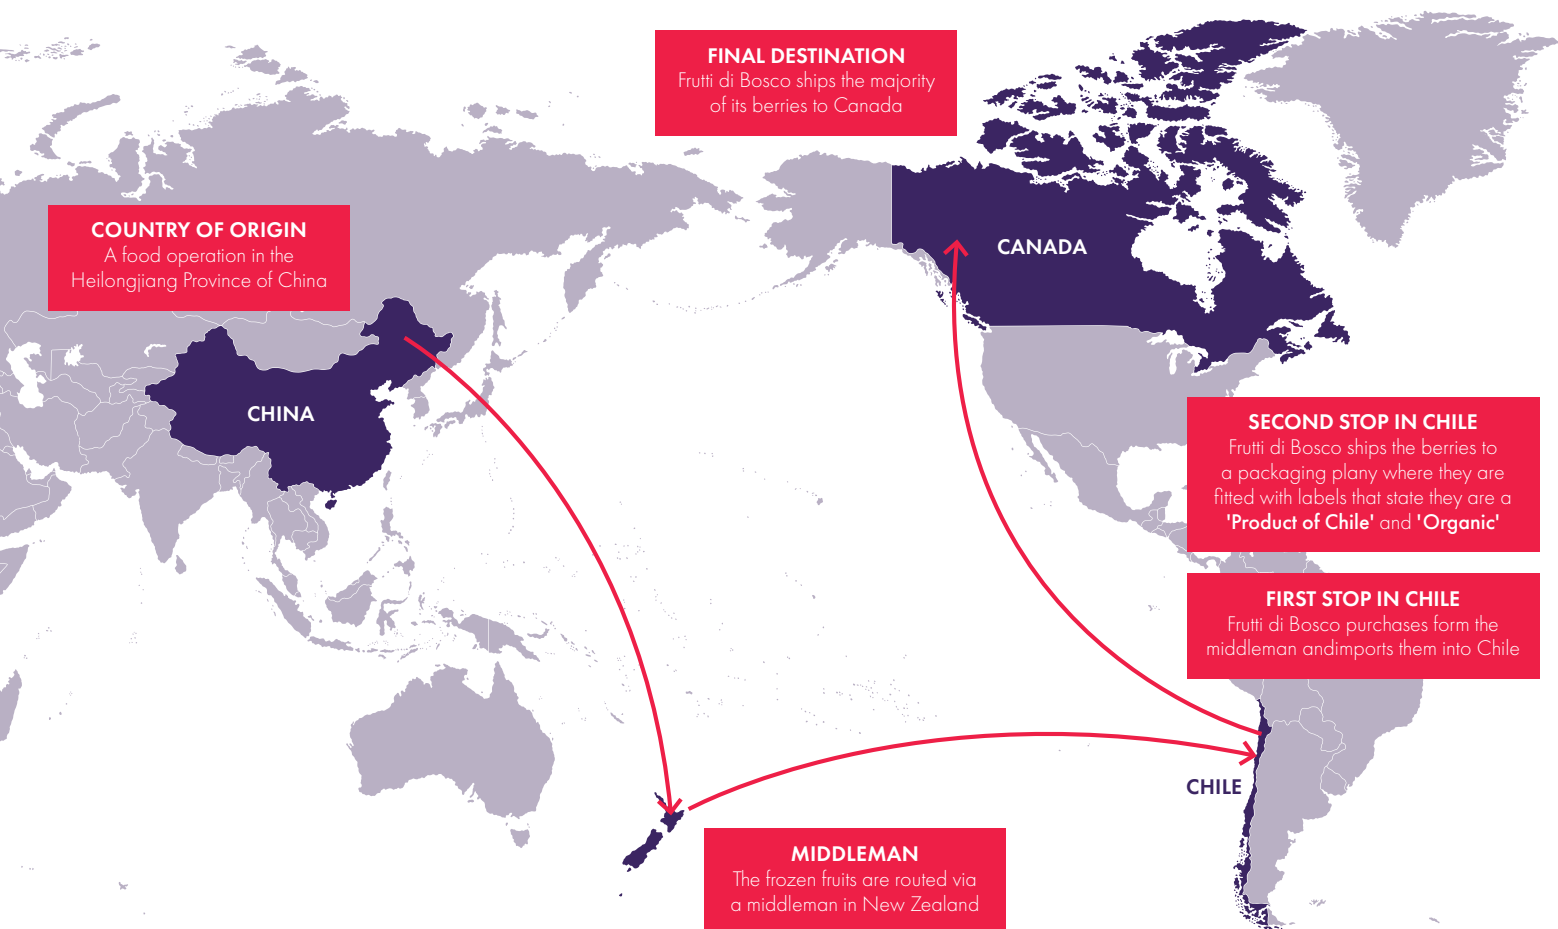 FINAL DESTINATION
Frutti di Bosco ships the majority
of its berries to Canada
COUNTRY OF ORIGIN
A food operation in the
Heilongjiang Province of China
CANADA
CHINA
SECOND STOP IN CHILE
Frutti di Bosco ships the berries to
a packaging plany where they are
fitted with labels that state they are a
'Product of Chile' and 'Organic'
FIRST STOP IN CHILE
Frutti di Bosco purchases form the
middleman andimports them into Chile
CHILE
MIDDLEMAN
The frozen fruits are routed via
a middleman in New Zealand